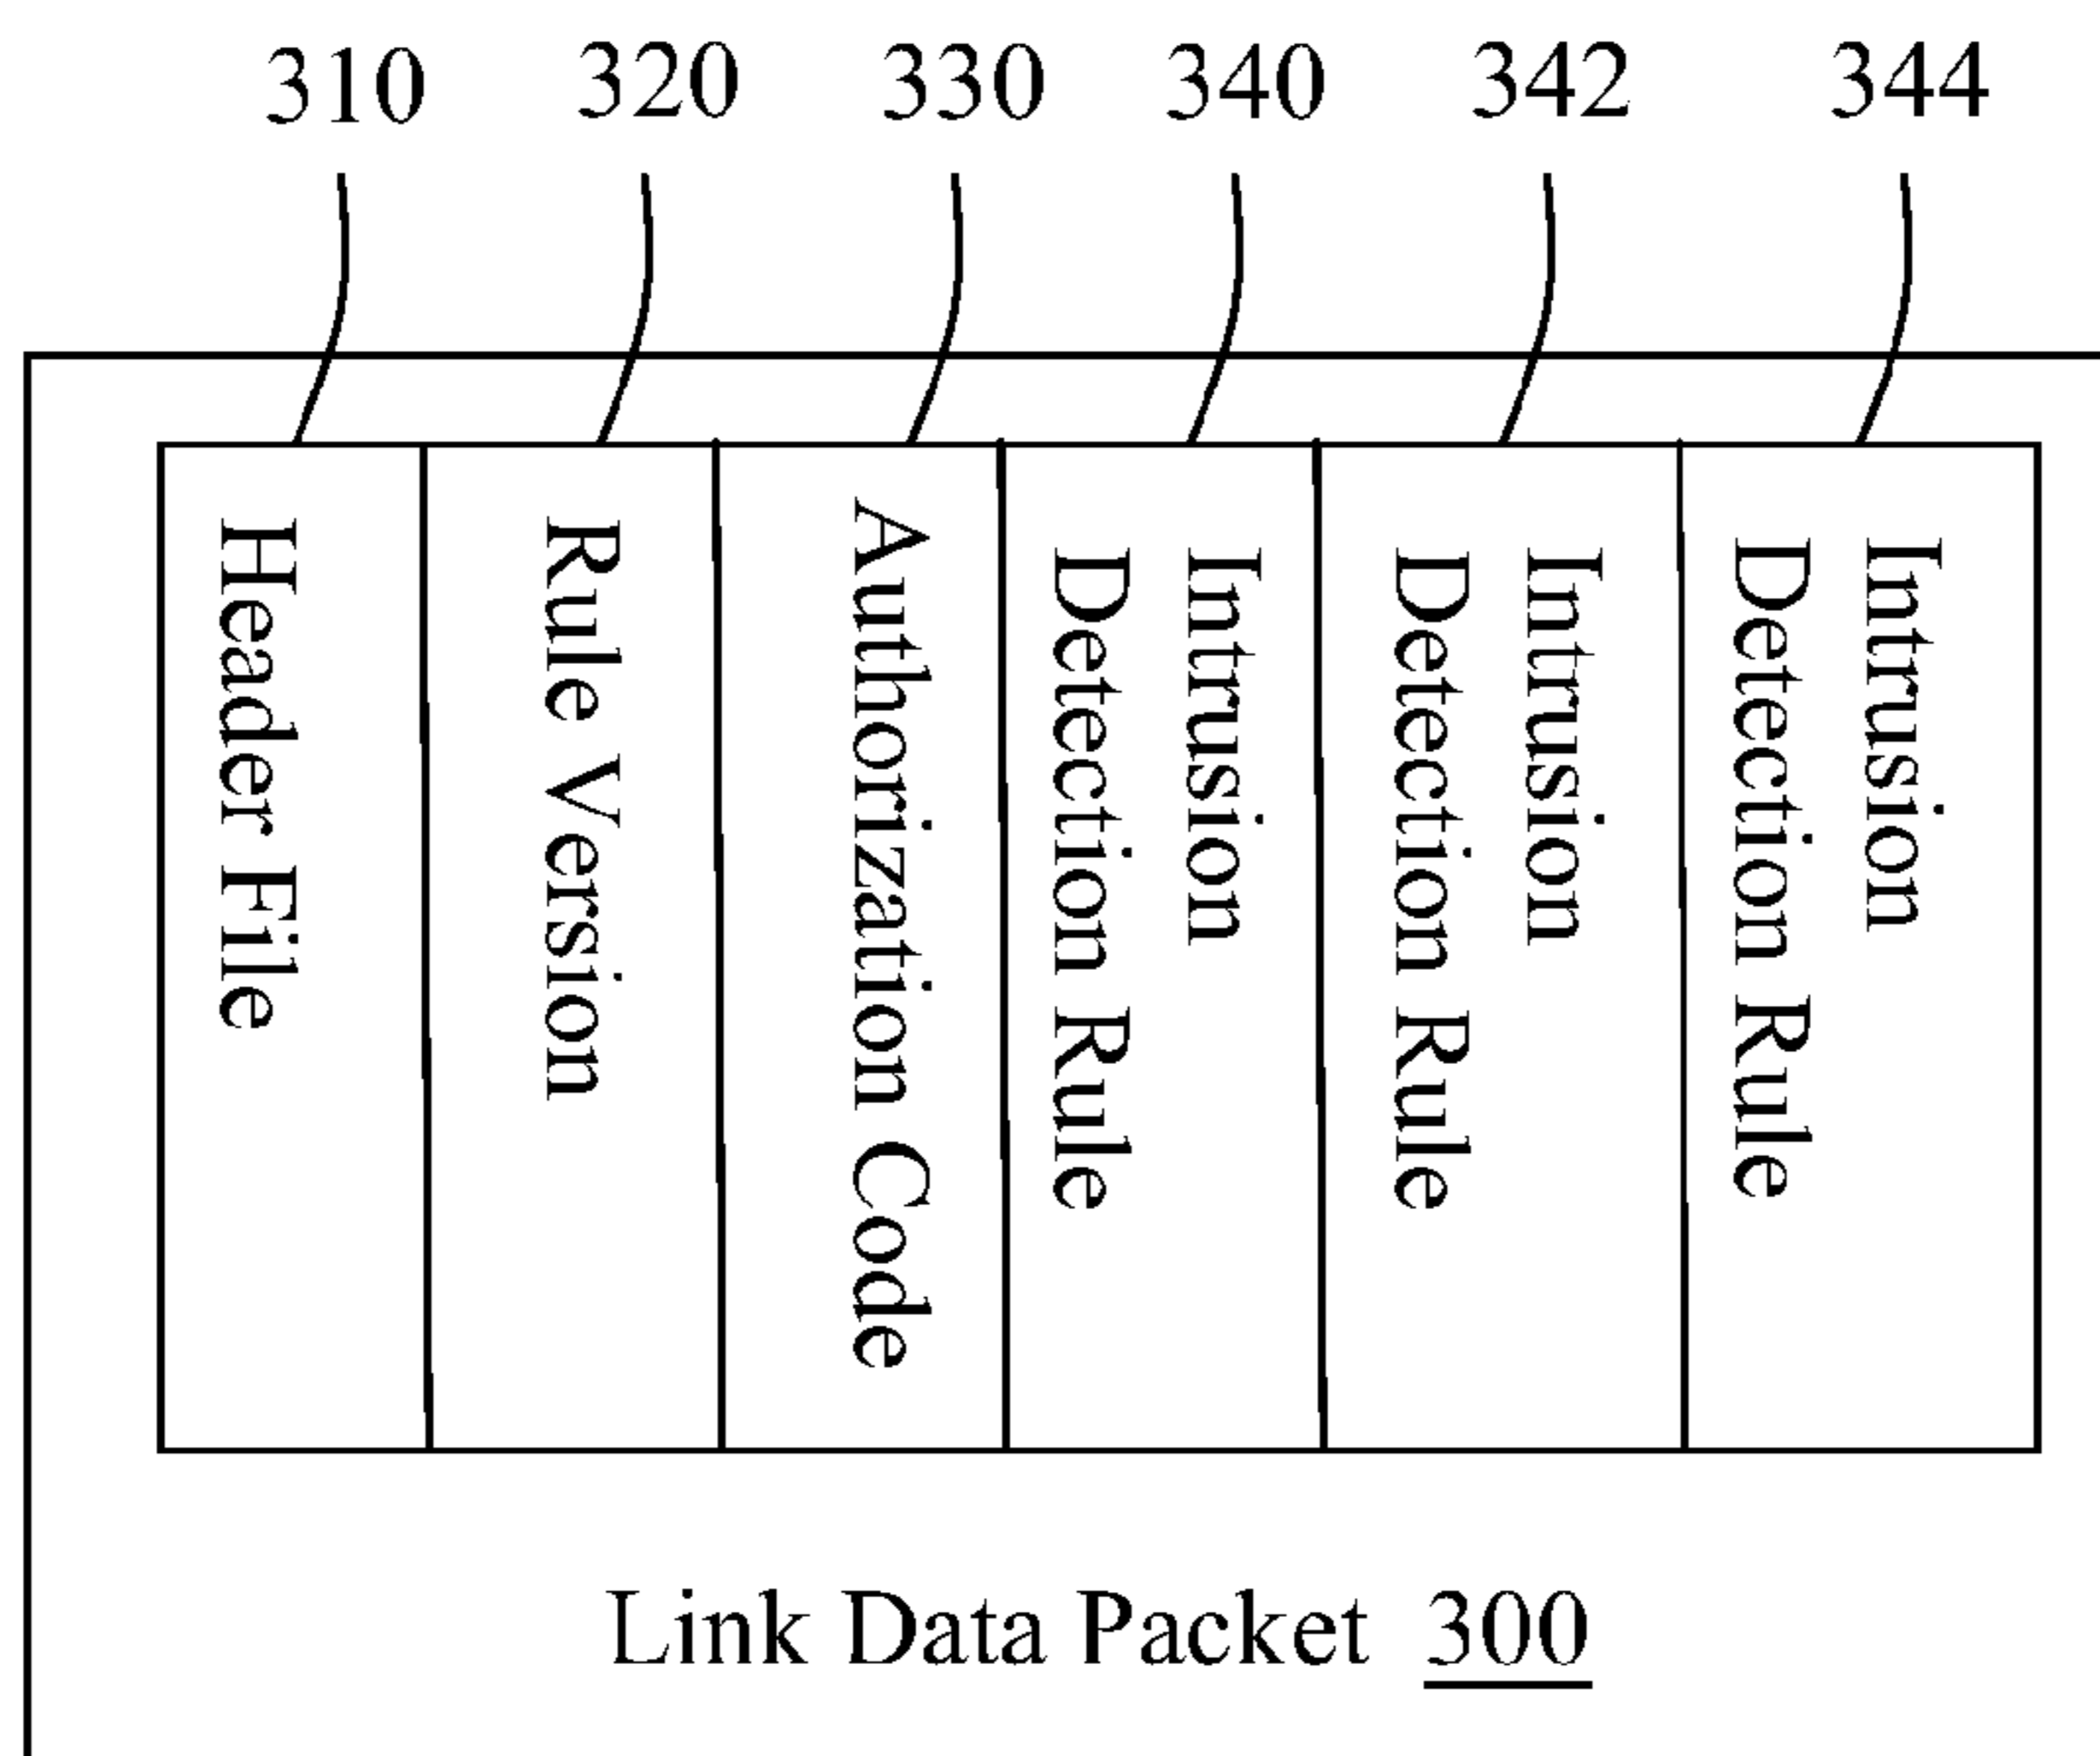 310 320 330 340 342 344
Header File
Rule Version
Authorization Code
Intrusion
Detection Rule
Intrusion
Detection Rule
Intrusion
Detection Rule
Link Data Packet 300